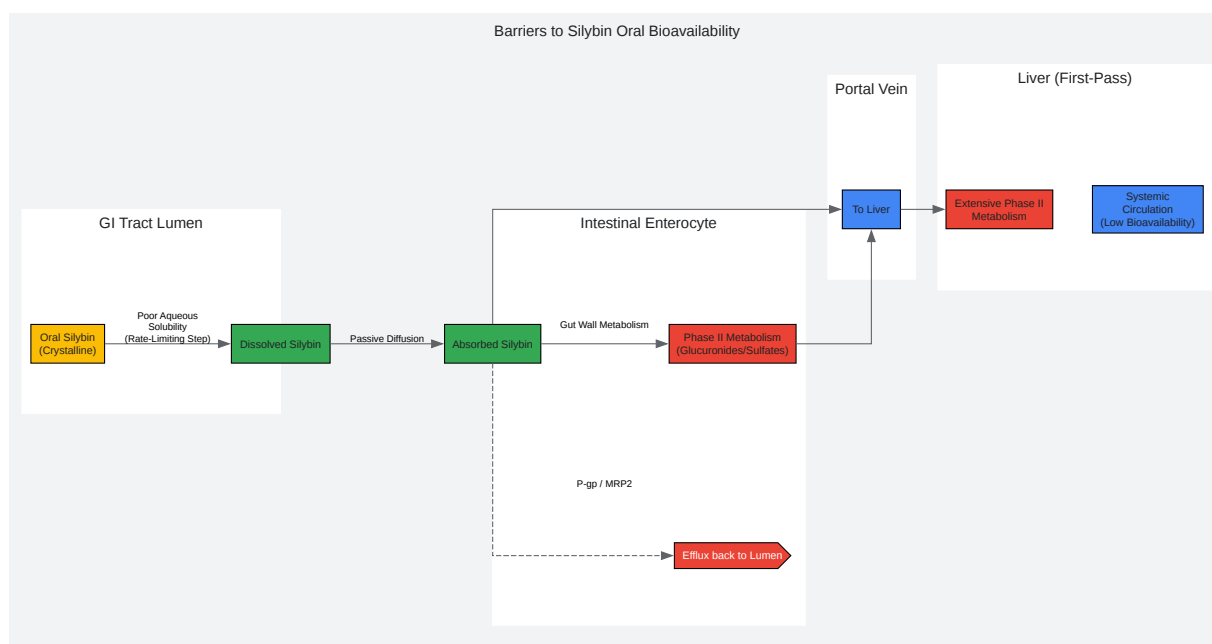 Barriers to Silybin Oral Bioavailability
Portal Vein
Liver (First-Pass)
To Liver
Extensive Phase II
Metabolism
Systemic
Circulation
(Low Bioavailability)
GI Tract Lumen
Intestinal Enterocyte
Oral Silybin
(Crystalline)
Poor Aqueous
Solubility
(Rate-Limiting Step)
Dissolved Silybin
Passive Diffusion
Absorbed Silybin
Gut Wall Metabolism
Phase II Metabolism
(Glucuronides/Sulfates)
P-gp / MRP2
Efflux back to Lumen